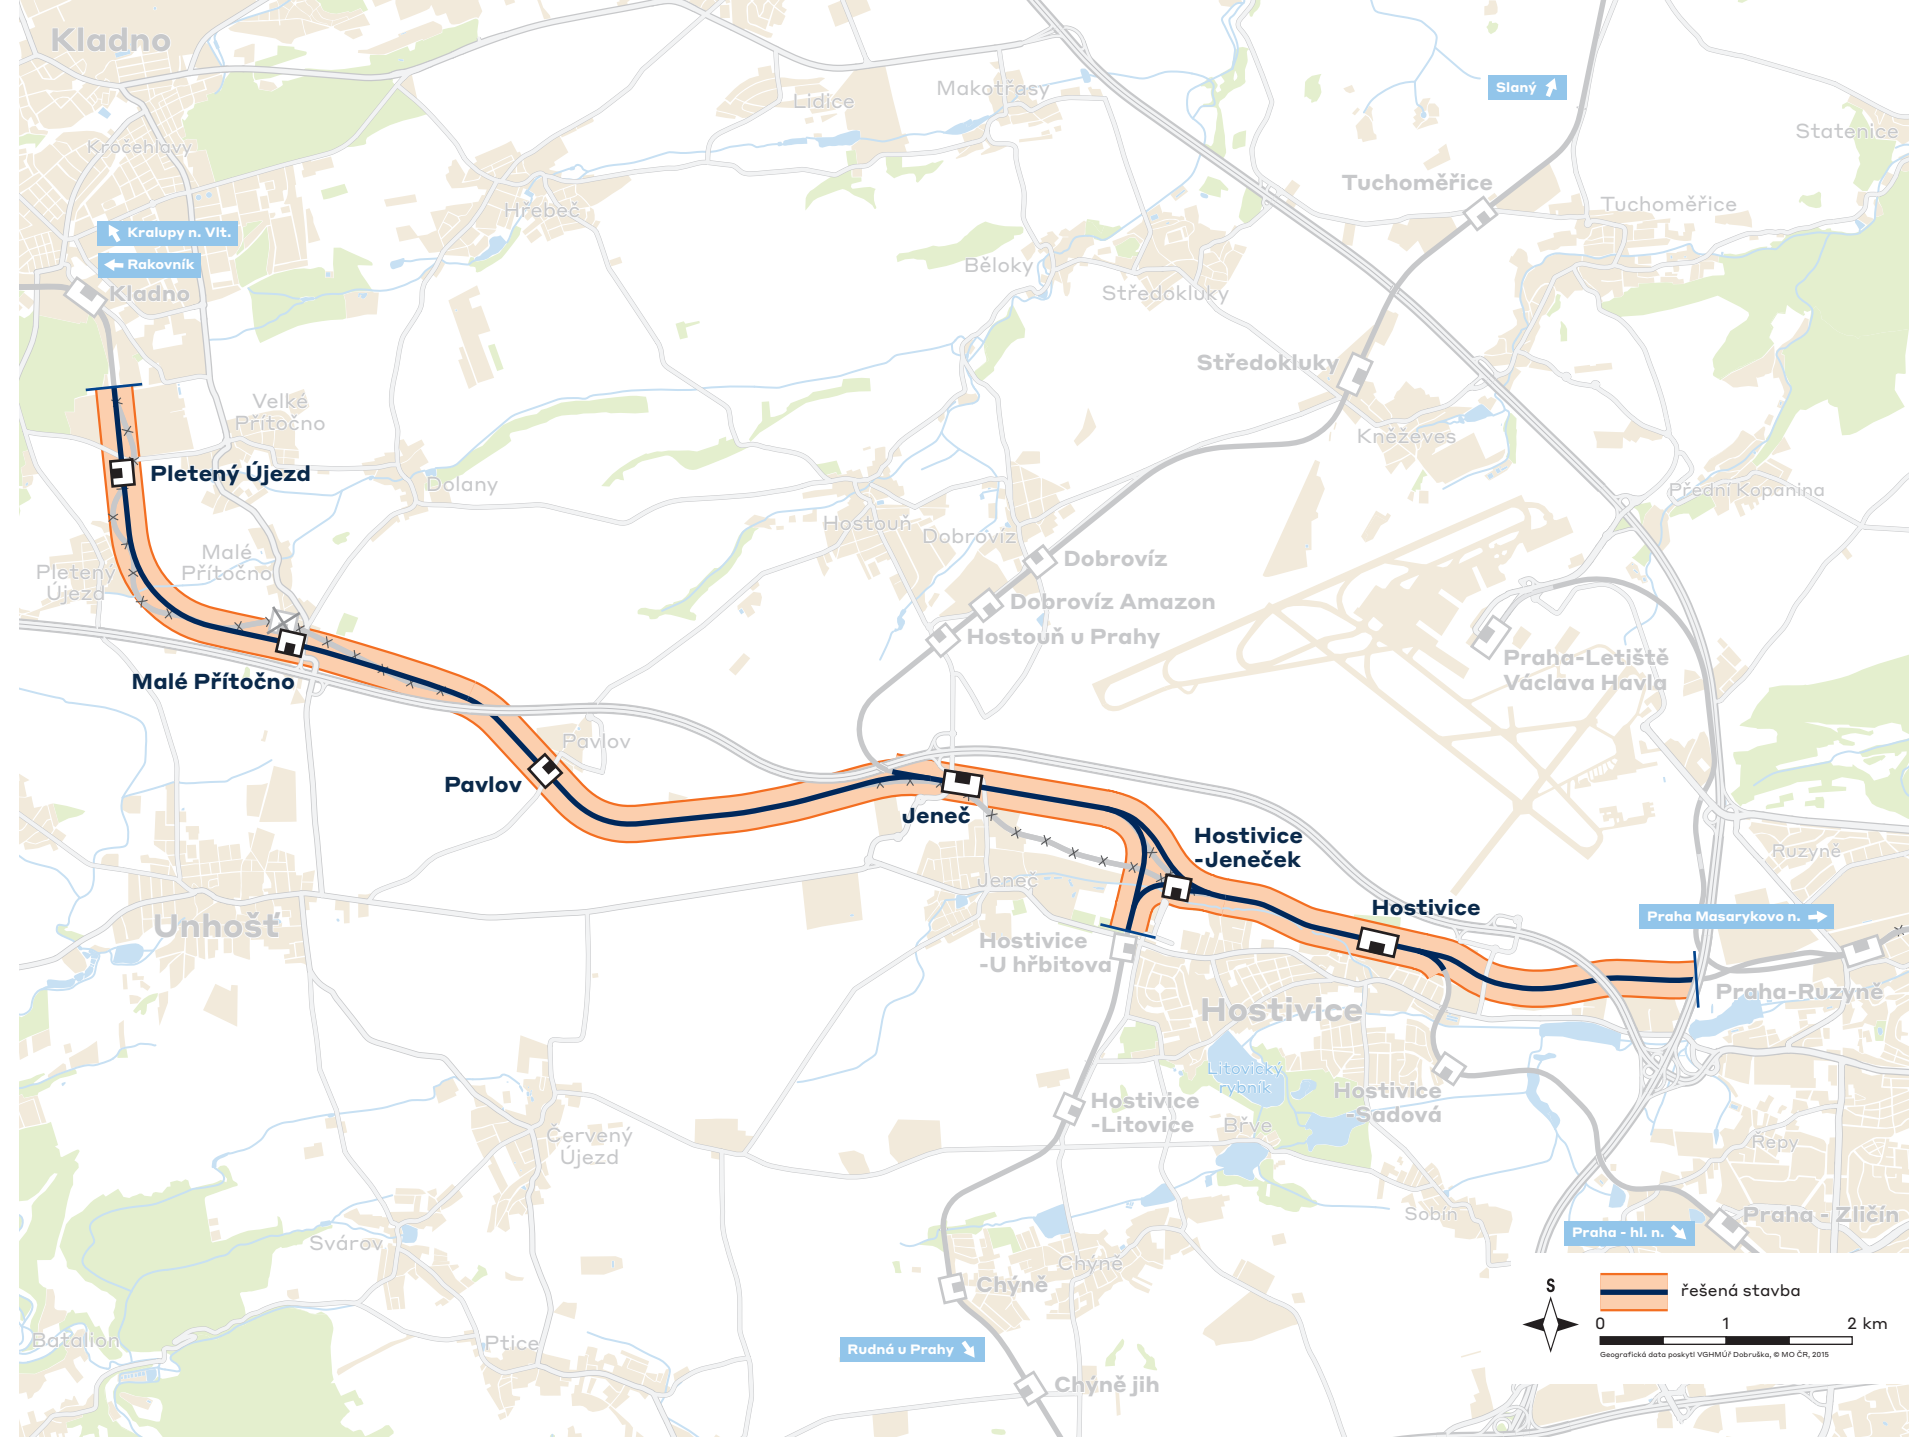 Kladno
Lidice
Makotřasy
Slaný
Statenice
Kročehlavy
Tuchoměřice
Tuchoměřice
Hřebeč
Kralupy n. Vlt.
Rakovník
Kladno
Běloky
Středokluky
Středokluky
Velké
Přítočno
Kněževes
Pletený Újezd
Dolany
Přední Kopanina
Hostouň
Dobrovíz
Malé
Přítočno
Pletený
Újezd
Dobrovíz
Dobrovíz Amazon
Hostouň u Prahy
Praha-Letiště
Václava Havla
Malé Přítočno
Pavlov
Pavlov
Jeneč
Hostivice
-Jeneček
Ruzyně
Jeneč
Hostivice
Praha Masarykovo n.
Unhošť
Hostivice
-U hřbitova
Praha-Ruzyně
Hostivice
Litovický
rybník
Hostivice
-Sadová
Hostivice
-Litovice
Břve
Červený
Újezd
Řepy
Sobín
Praha - Zličín
Praha - hl. n.
Svárov
Chýně
Chýně
S
řešená stavba
0 1 2 km
Geografická data poskytl VGHMÚř Dobruška, © MO ČR, 2015
Batalion
Ptice
Rudná u Prahy
Chýně jih